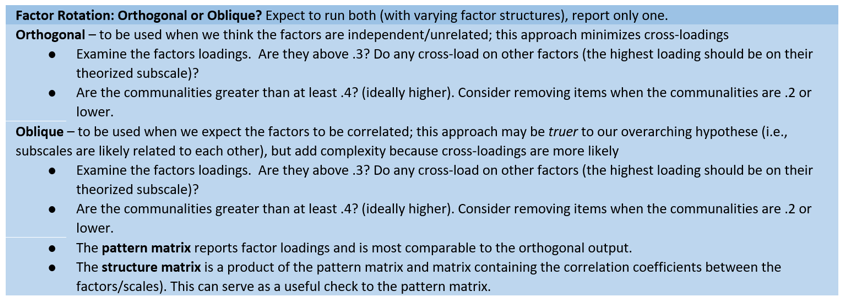 Factor Rotation: Orthogonal or Oblique? Expect to run both (with varying factor structures), report only one.
Orthogonal – to be used when we think the factors are independent/unrelated; this approach minimizes cross-loadings
● Examine the factors loadings.  Are they above .3? Do any cross-load on other factors (the highest loading should be on their
theorized subscale)?
● Are the communalities greater than at least .4? (ideally higher). Consider removing items when the communalities are .2 or
lower.
Oblique – to be used when we expect the factors to be correlated; this approach may be truer to our overarching hypothese (i.e.,
subscales are likely related to each other), but add complexity because cross-loadings are more likely
● Examine the factors loadings.  Are they above .3? Do any cross-load on other factors (the highest loading should be on their
theorized subscale)?
● Are the communalities greater than at least .4? (ideally higher). Consider removing items when the communalities are .2 or
lower.
● The pattern matrix reports factor loadings and is most comparable to the orthogonal output.
● The structure matrix is a product of the pattern matrix and matrix containing the correlation coefficients between the
factors/scales). This can serve as a useful check to the pattern matrix.